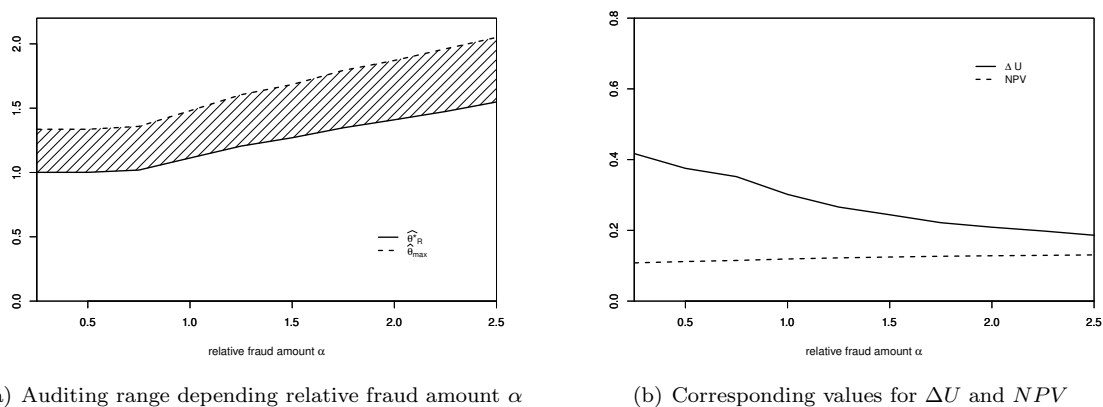 2.0
1.5
1.0
0.5
0.0
θ̂*R
θ̂max
0.5 1.0 1.5 2.0 2.5
relative fraud amount α
) Auditing range depending relative fraud amount α
0.8
0.6
0.4
0.2
0.0
Δ U
NPV
0.5 1.0 1.5 2.0 2.5
relative fraud amount α
(b) Corresponding values for ΔU and NPV